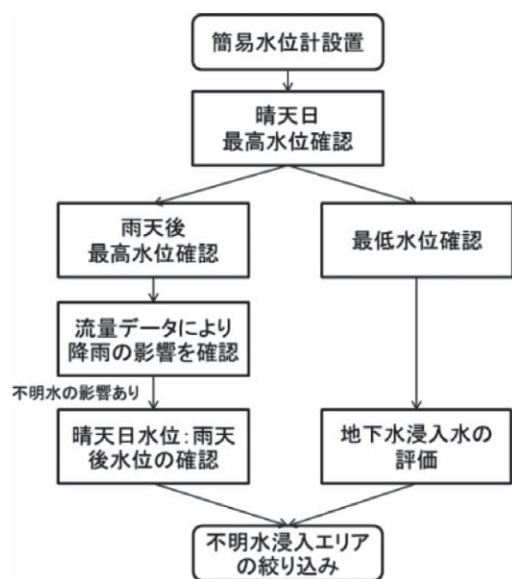 簡易水位計設置
晴天日
最高水位確認
雨天後
最高水位確認
最低水位確認
流量データにより
降雨の影響を確認
不明水の影響あり
晴天日水位:雨天
後水位の確認
地下水浸入水の
評価
不明水浸入エリア
の絞り込み